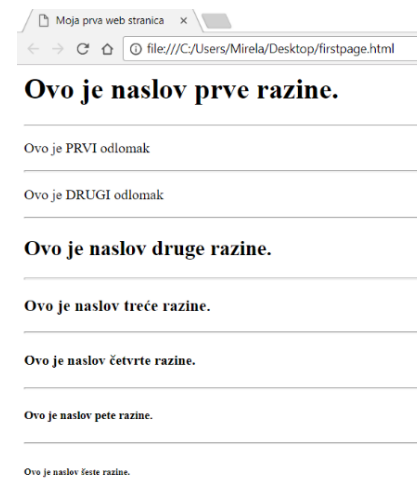 Moja prva web stranica
file:///C:/Users/Mirela/Desktop/firstpage.html
Ovo je naslov prve razine.
Ovo je PRVI odlomak
Ovo je DRUGI odlomak
Ovo je naslov druge razine.
Ovo je naslov treće razine.
Ovo je naslov četvrte razine.
Ovo je naslov pete razine.
Ovo je naslov šeste razine.